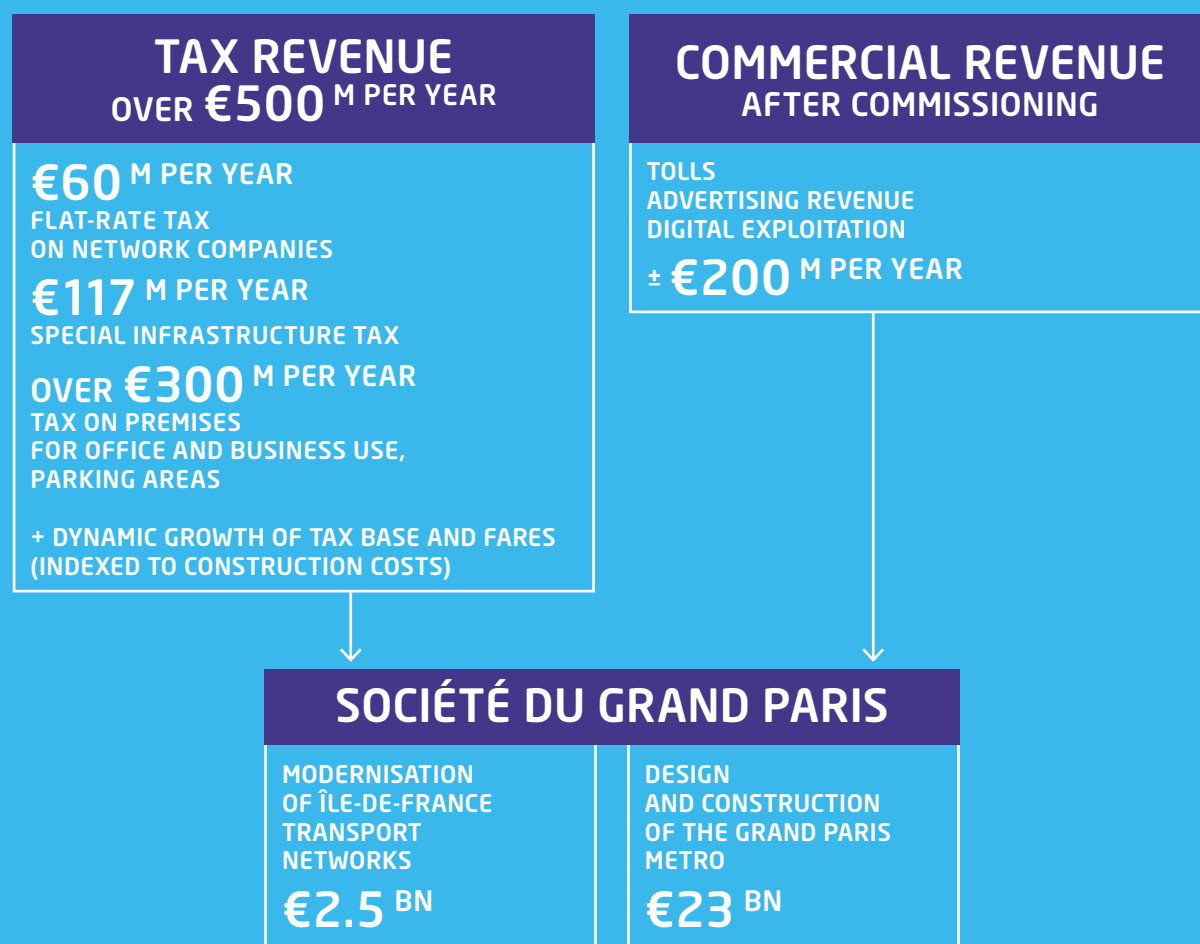 TAX REVENUE
OVER €500 M PER YEAR
€60 M PER YEAR
FLAT-RATE TAX
ON NETWORK COMPANIES
€117 M PER YEAR
SPECIAL INFRASTRUCTURE TAX
OVER €300 M PER YEAR
TAX ON PREMISES
FOR OFFICE AND BUSINESS USE,
PARKING AREAS
+ DYNAMIC GROWTH OF TAX BASE AND FARES
(INDEXED TO CONSTRUCTION COSTS)
COMMERCIAL REVENUE
AFTER COMMISSIONING
TOLLS
ADVERTISING REVENUE
DIGITAL EXPLOITATION
± €200 M PER YEAR
SOCIÉTÉ DU GRAND PARIS
MODERNISATION
OF ÎLE-DE-FRANCE
TRANSPORT
NETWORKS
€2.5 BN
DESIGN
AND CONSTRUCTION
OF THE GRAND PARIS
METRO
€23 BN